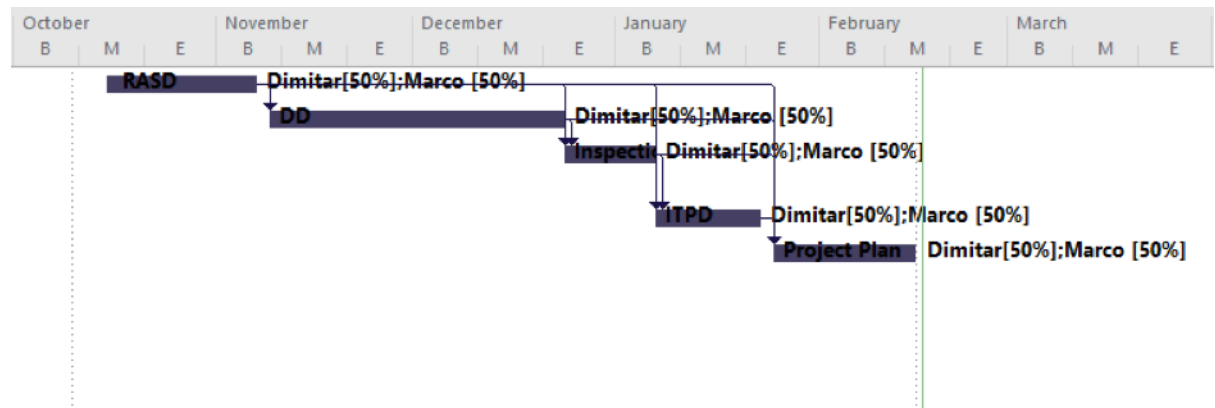 October November December January February March
B M E B M E B M E B M E B M E B M E
RASD Dimitar[50%];Marco [50%]
DD Dimitar[50%];Marco [50%]
Inspectic Dimitar[50%];Marco [50%]
ITPD Dimitar[50%];Marco [50%]
Project Plan Dimitar[50%];Marco [50%]